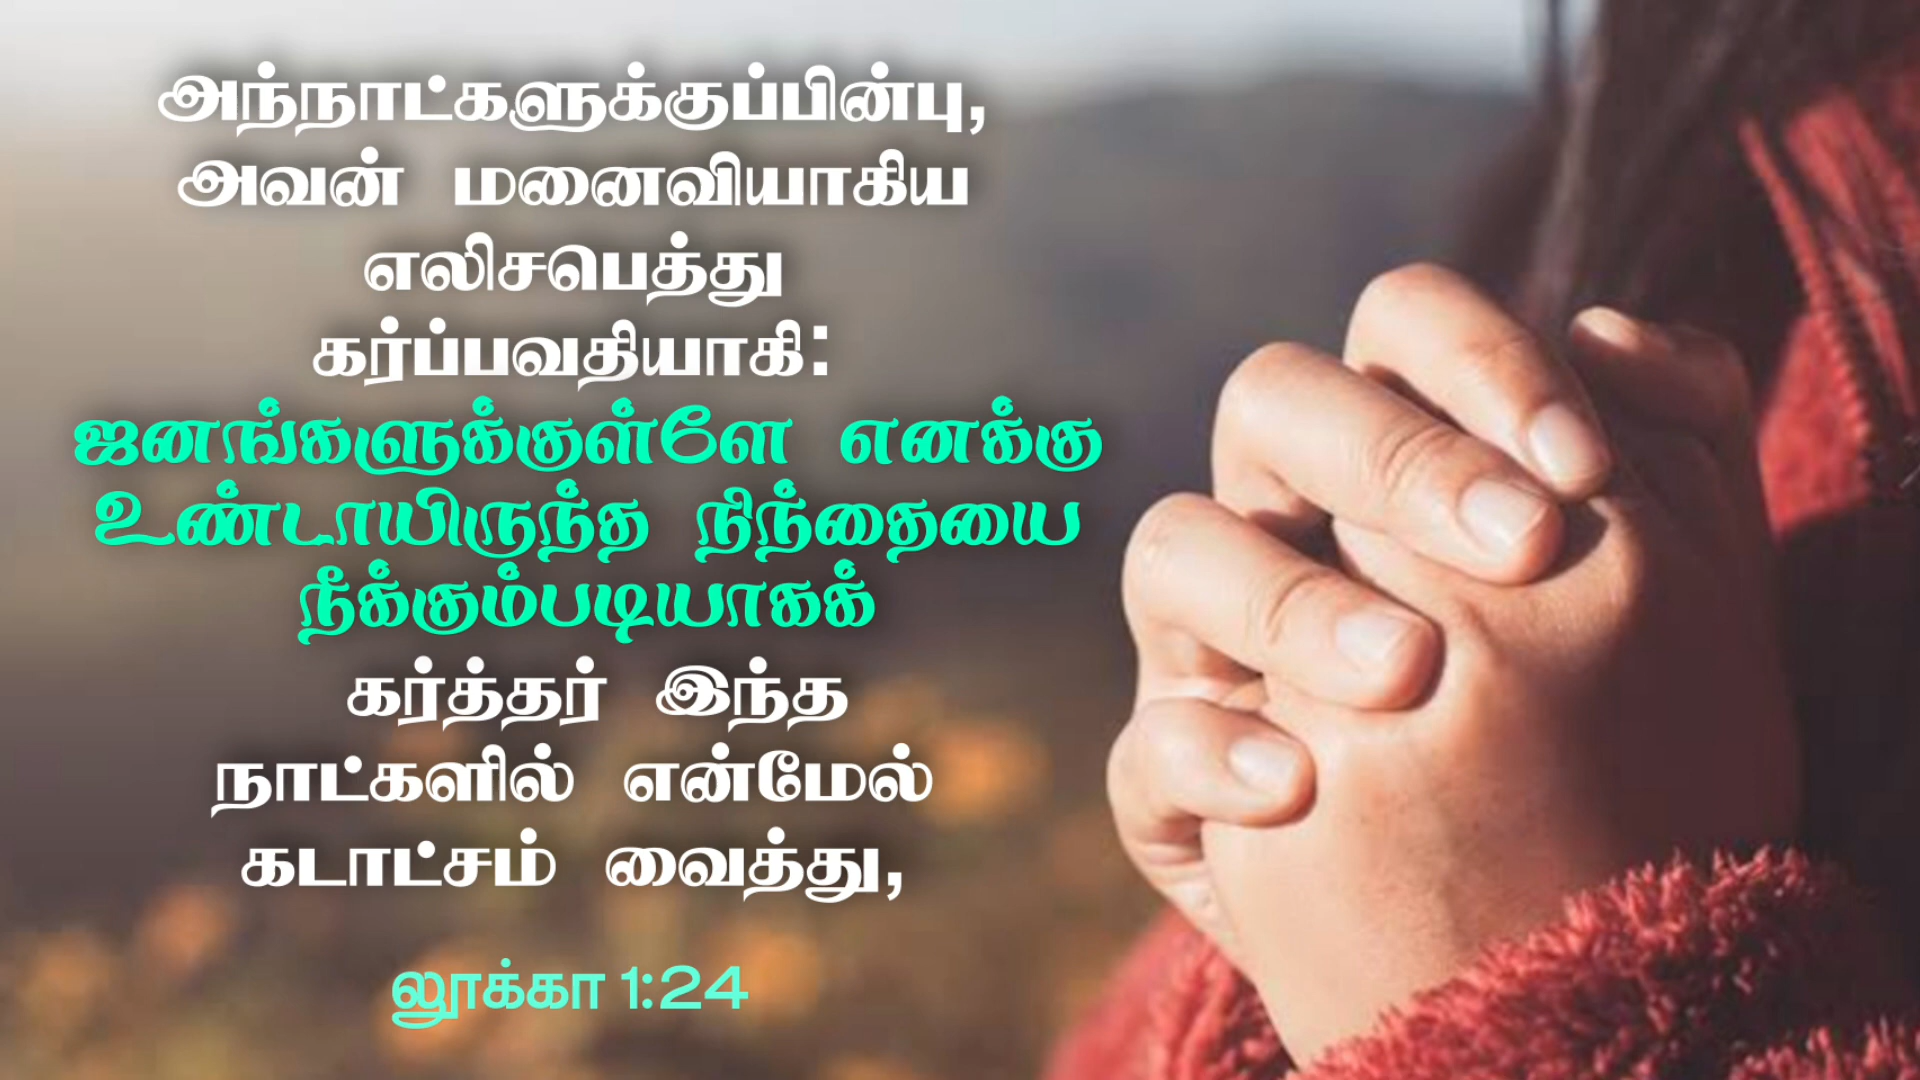 அந்நாட்களுக்குப்பின்பு,
அவன் மனைவியாகிய
எலிசபெத்து
கர்ப்பவதியாகி:
ஜனங்களுக்குள்ளே எனக்கு
உண்டாயிருந்த நிந்தையை
நீக்கும்படியாகக்
கர்த்தர் இந்த
நாட்களில் என்மேல்
கடாட்சம் வைத்து,
லூக்கா 1:24